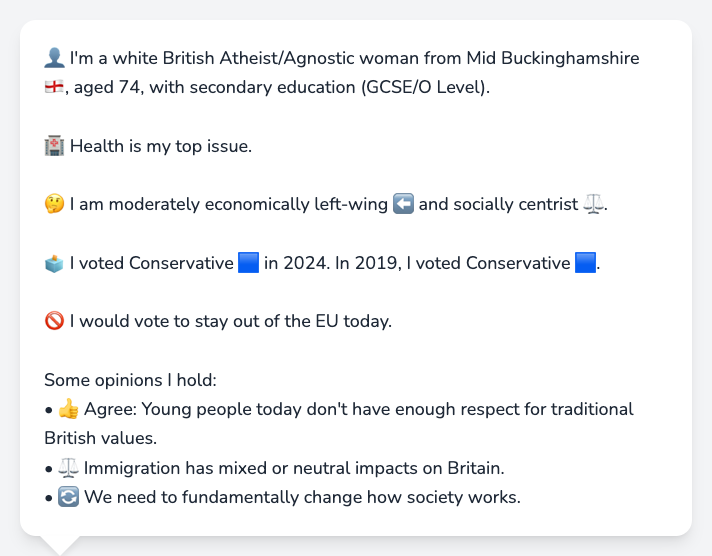 👤 I'm a white British Atheist/Agnostic woman from Mid Buckinghamshire
🏴󠁧󠁢󠁥󠁮󠁧󠁿, aged 74, with secondary education (GCSE/O Level).
🏥 Health is my top issue.
🤔 I am moderately economically left-wing ⬅️ and socially centrist ⚖️.
🗳️ I voted Conservative 🟦 in 2024. In 2019, I voted Conservative 🟦.
🚫 I would vote to stay out of the EU today.
Some opinions I hold:
• 👍 Agree: Young people today don't have enough respect for traditional
British values.
• ⚖️ Immigration has mixed or neutral impacts on Britain.
• 🔄 We need to fundamentally change how society works.